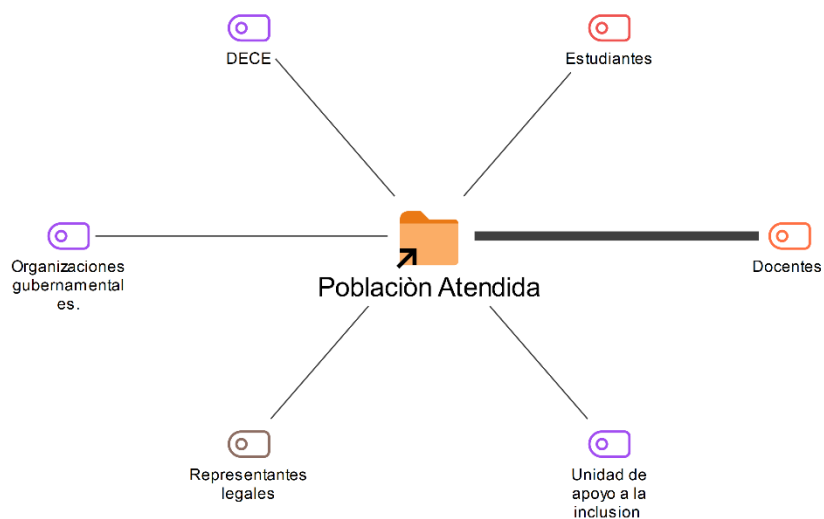 DECE
Estudiantes
Organizaciones
gubernamental
es.
Poblaciòn Atendida
Docentes
Representantes
legales
Unidad de
apoyo a la
inclusion